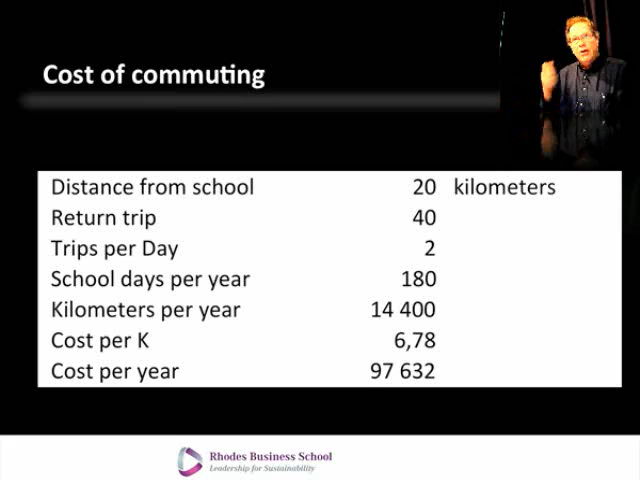 Cost of commuting
Distance from school 20 kilometers
Return trip 40
Trips per Day 2
School days per year 180
Kilometers per year 14 400
Cost per K 6,78
Cost per year 97 632
Rhodes Business School
Leadership for Sustainability